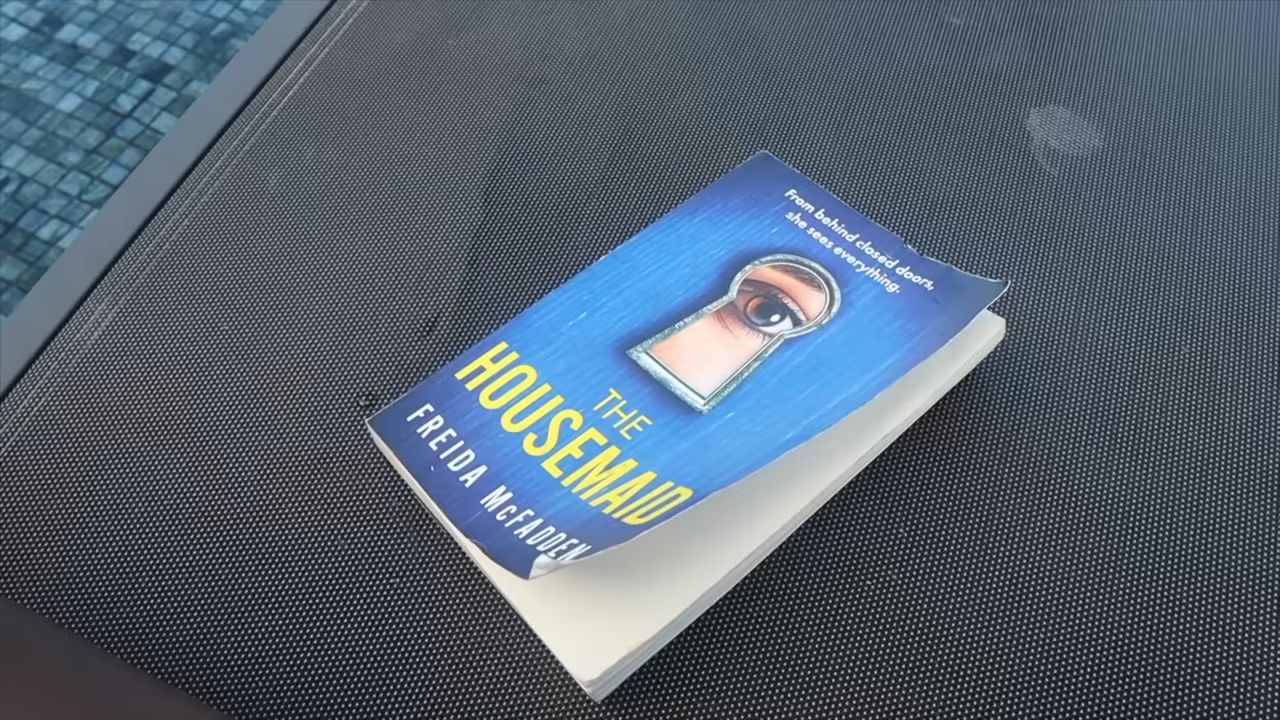 From behind closed doors,
she sees everything.
THE
HOUSEMAID
FREIDA McFADDEN